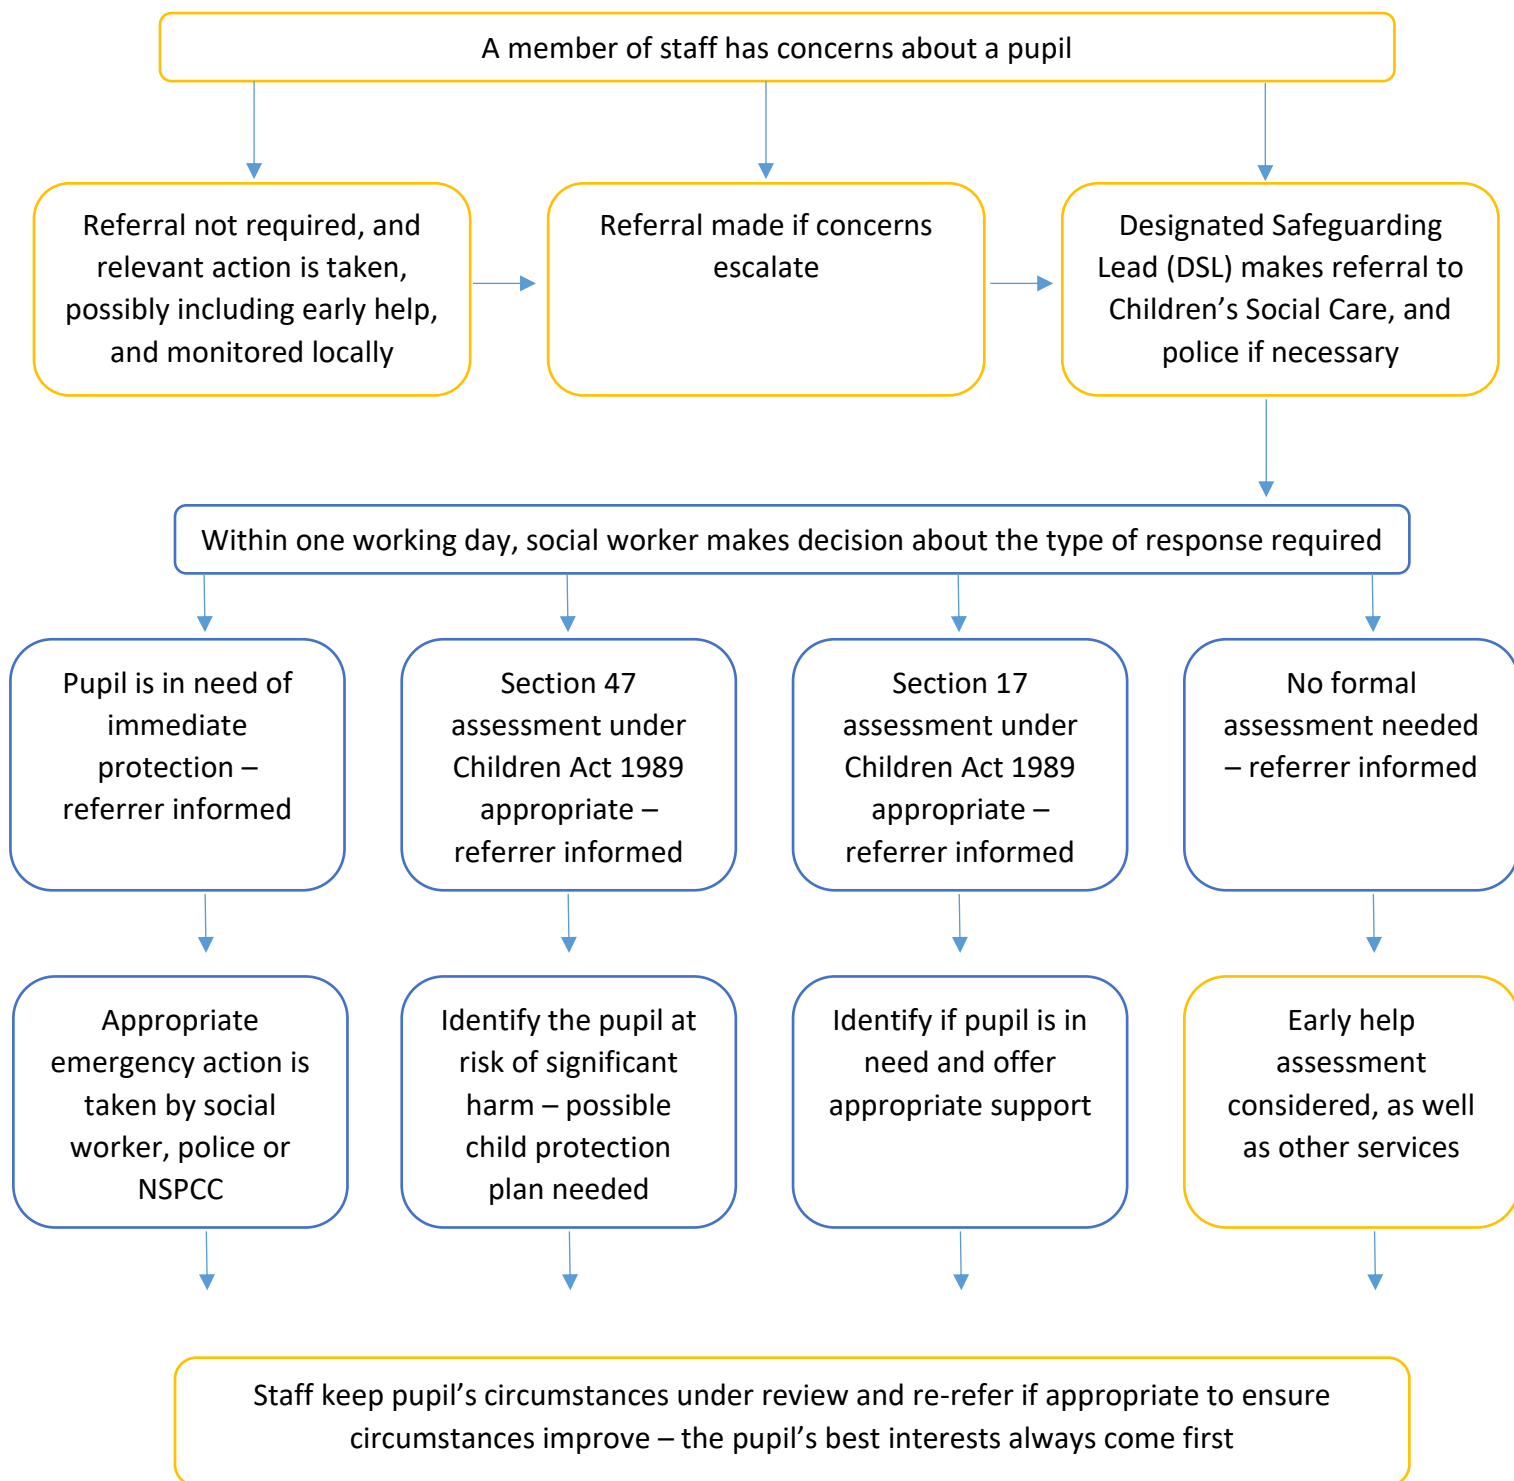 A member of staff has concerns about a pupil
Referral not required, and
relevant action is taken,
possibly including early help,
and monitored locally
Referral made if concerns
escalate
Designated Safeguarding
Lead (DSL) makes referral to
Children’s Social Care, and
police if necessary
Within one working day, social worker makes decision about the type of response required
Pupil is in need of
immediate
protection –
referrer informed
Section 47
assessment under
Children Act 1989
appropriate –
referrer informed
Section 17
assessment under
Children Act 1989
appropriate –
referrer informed
No formal
assessment needed
– referrer informed
Appropriate
emergency action is
taken by social
worker, police or
NSPCC
Identify the pupil at
risk of significant
harm – possible
child protection
plan needed
Identify if pupil is in
need and offer
appropriate support
Early help
assessment
considered, as well
as other services
Staff keep pupil’s circumstances under review and re-refer if appropriate to ensure
circumstances improve – the pupil’s best interests always come first